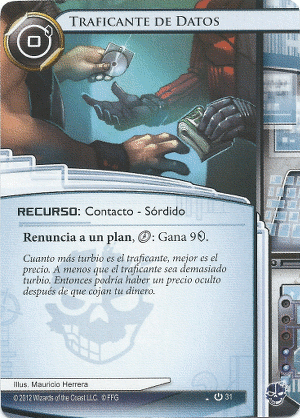 0
TRAFICANTE DE DATOS
RECURSO: Contacto - Sórdido
Renuncia a un plan, : Gana 9.
Cuanto más turbio es el traficante, mejor es el
precio. A menos que el traficante sea demasiado
turbio. Entonces podría haber un precio oculto
después de que cojan tu dinero.
Illus. Mauricio Herrera
© 2012 Wizards of the Coast LLC. © FFG
31